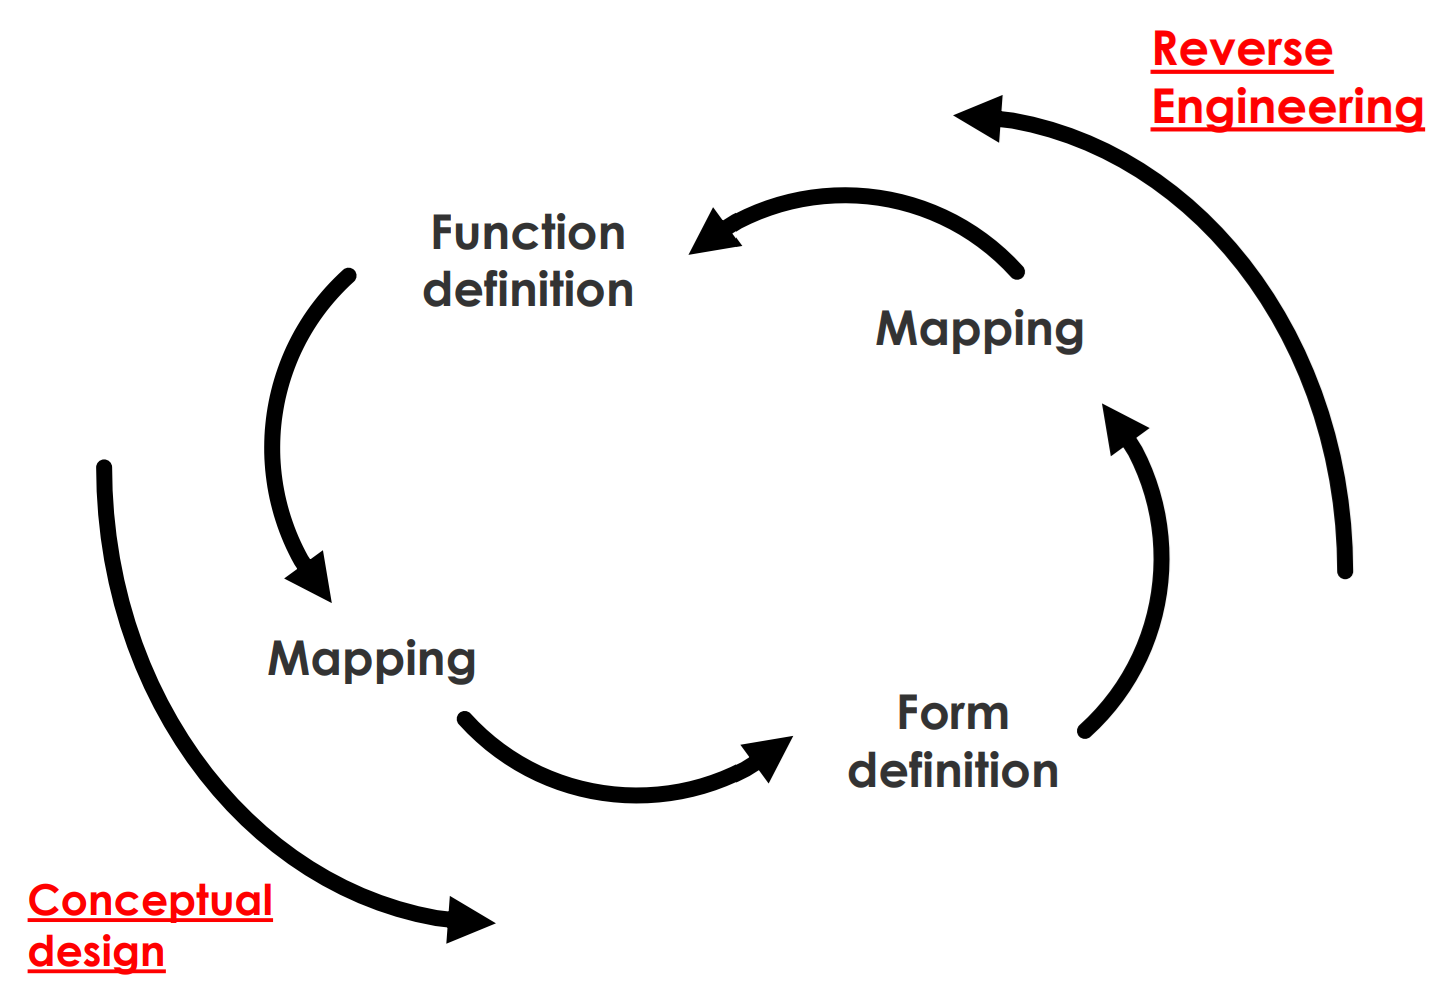 Reverse
Engineering
Function
definition
Mapping
Mapping
Form
definition
Conceptual
design